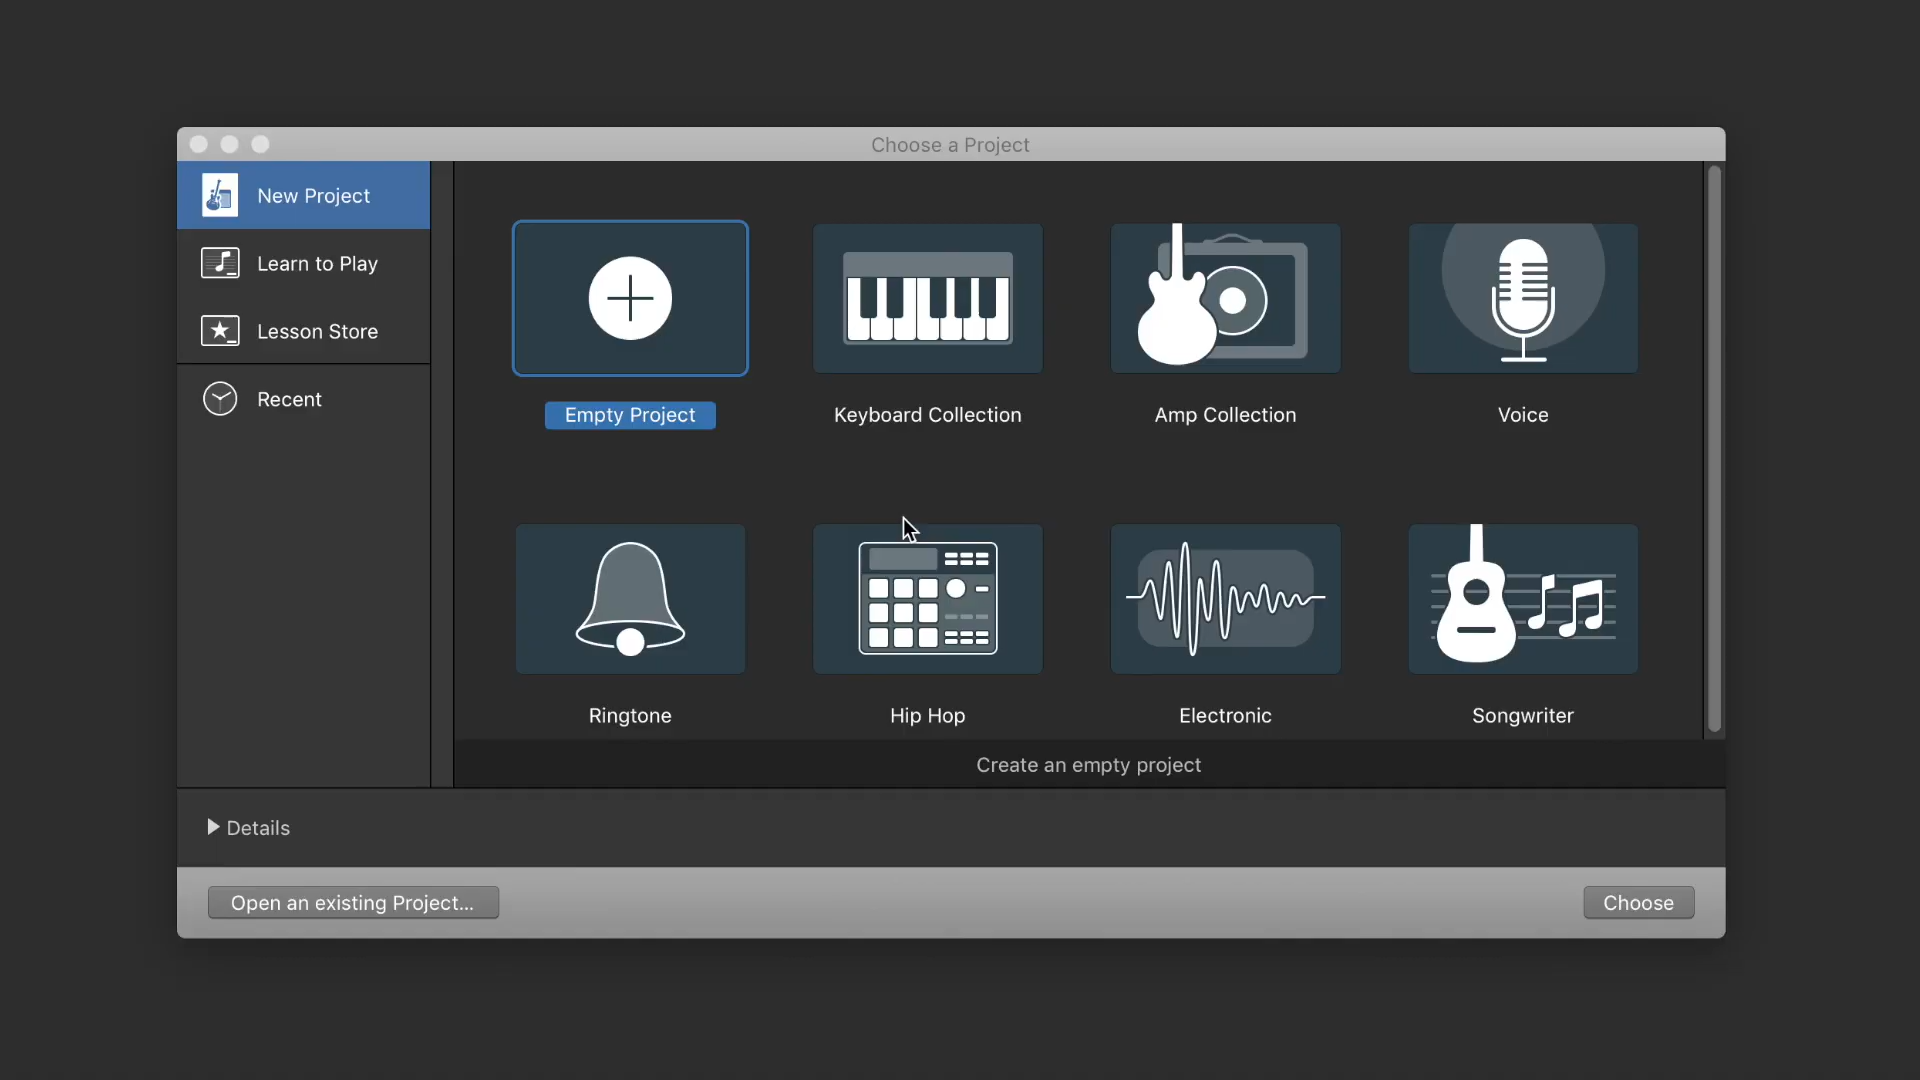 Choose a Project
New Project
Learn to Play
Lesson Store
Recent
Empty Project
Keyboard Collection
Amp Collection
Voice
Ringtone
Hip Hop
Electronic
Songwriter
Create an empty project
Details
Open an existing Project...
Choose